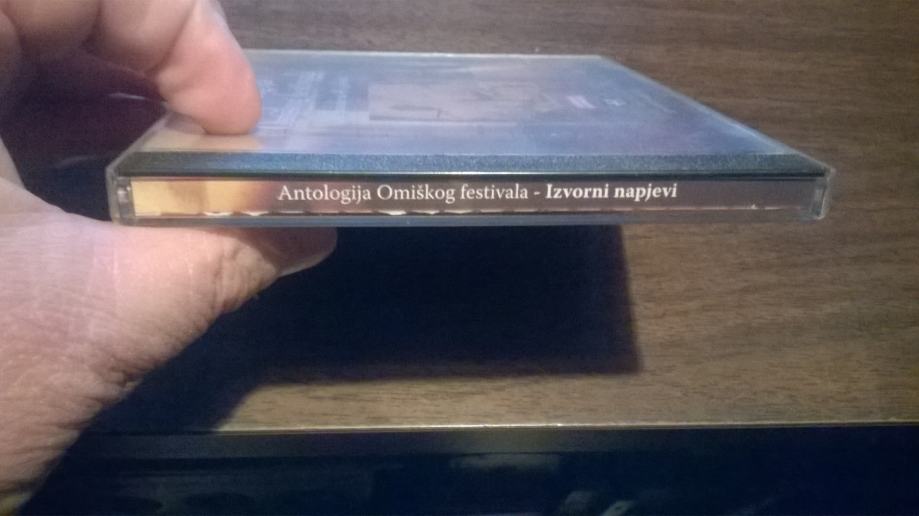 Antologija Omiškog festivala - Izvorni napjevi